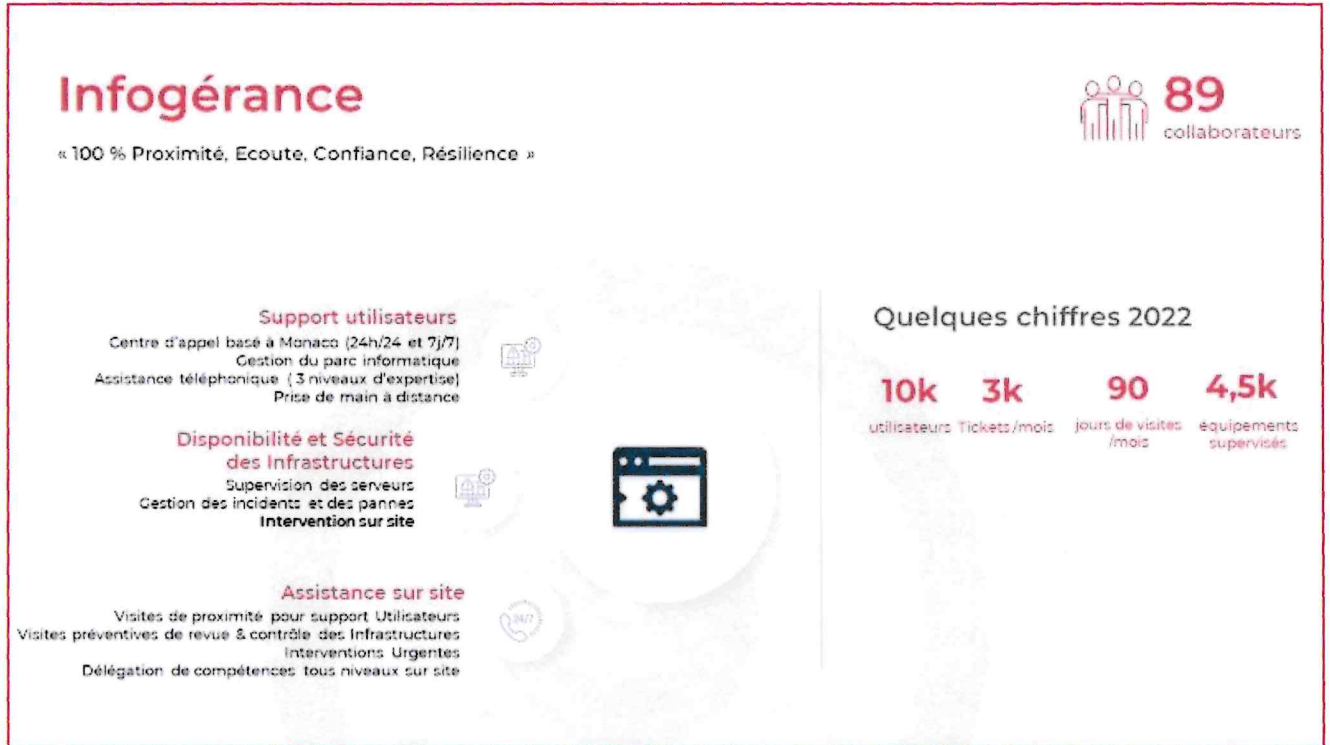 Infogérance
« 100 % Proximité, Ecoute, Confiance, Résilience »
89
collaborateurs
Support utilisateurs
Centre d'appel basé à Monaco (24h/24 et 7j/7)
Gestion du parc informatique
Assistance téléphonique ( 3 niveaux d'expertise)
Prise de main à distance
Disponibilité et Sécurité
des Infrastructures
Supervision des serveurs
Gestion des incidents et des pannes
Intervention sur site
Assistance sur site
Visites de proximité pour support Utilisateurs
Visites préventives de revue & contrôle des Infrastructures
Interventions Urgentes
Délégation de compétences tous niveaux sur site
24/7
Quelques chiffres 2022
10k
utilisateurs
3k
Tickets/mois
90
jours de visites
/mois
4,5k
équipements
supervisés